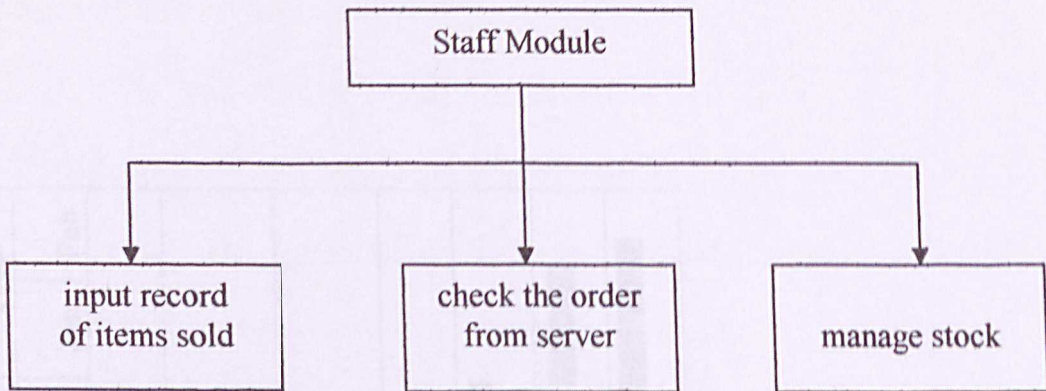 Staff Module
input record
of items sold
check the order
from server
manage stock